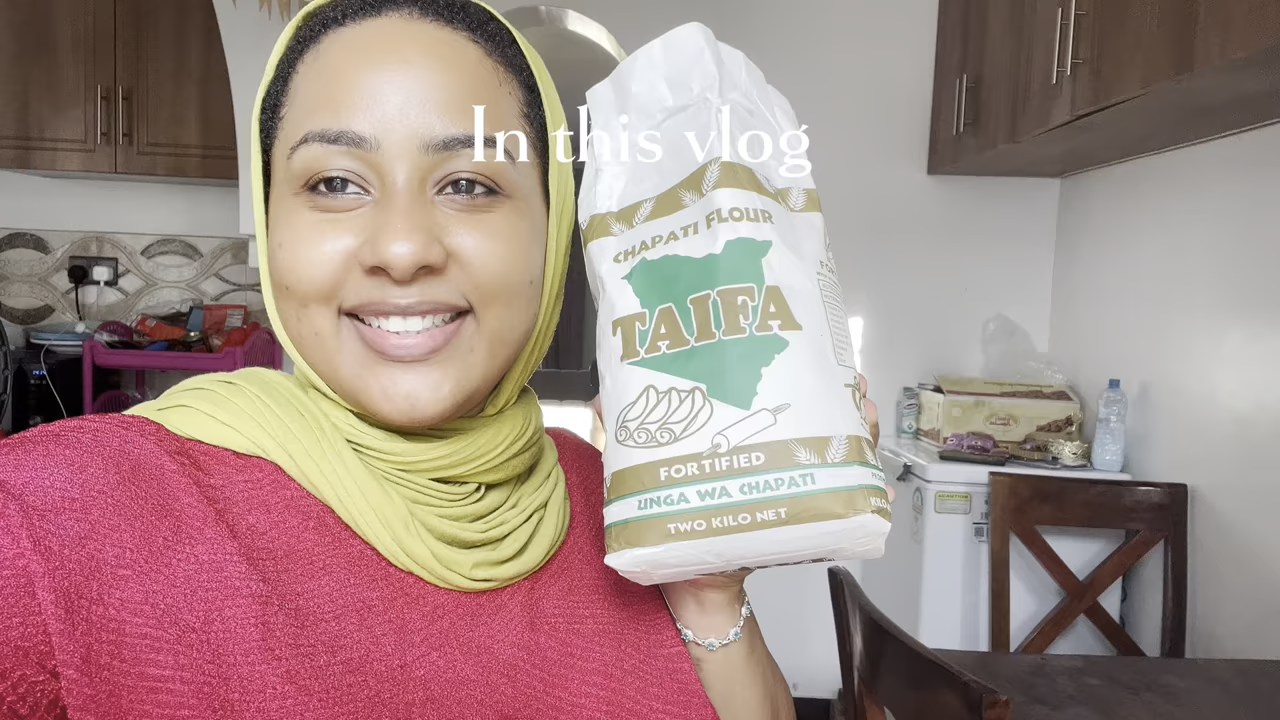 In this vlog
CHAPATI FLOUR
TAIFA
FORTIFIED
UNGA WA CHAPATI
TWO KILO NET